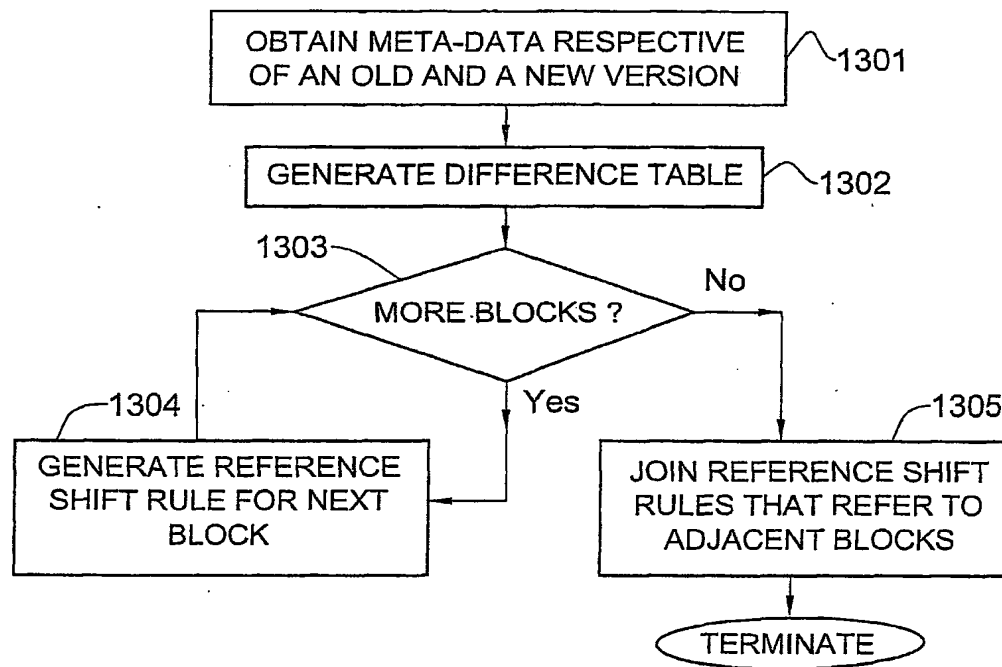 OBTAIN META-DATA RESPECTIVE
OF AN OLD AND A NEW VERSION
1301
GENERATE DIFFERENCE TABLE
1302
1303
MORE BLOCKS ?
No
Yes
1304
GENERATE REFERENCE
SHIFT RULE FOR NEXT
BLOCK
1305
JOIN REFERENCE SHIFT
RULES THAT REFER TO
ADJACENT BLOCKS
TERMINATE